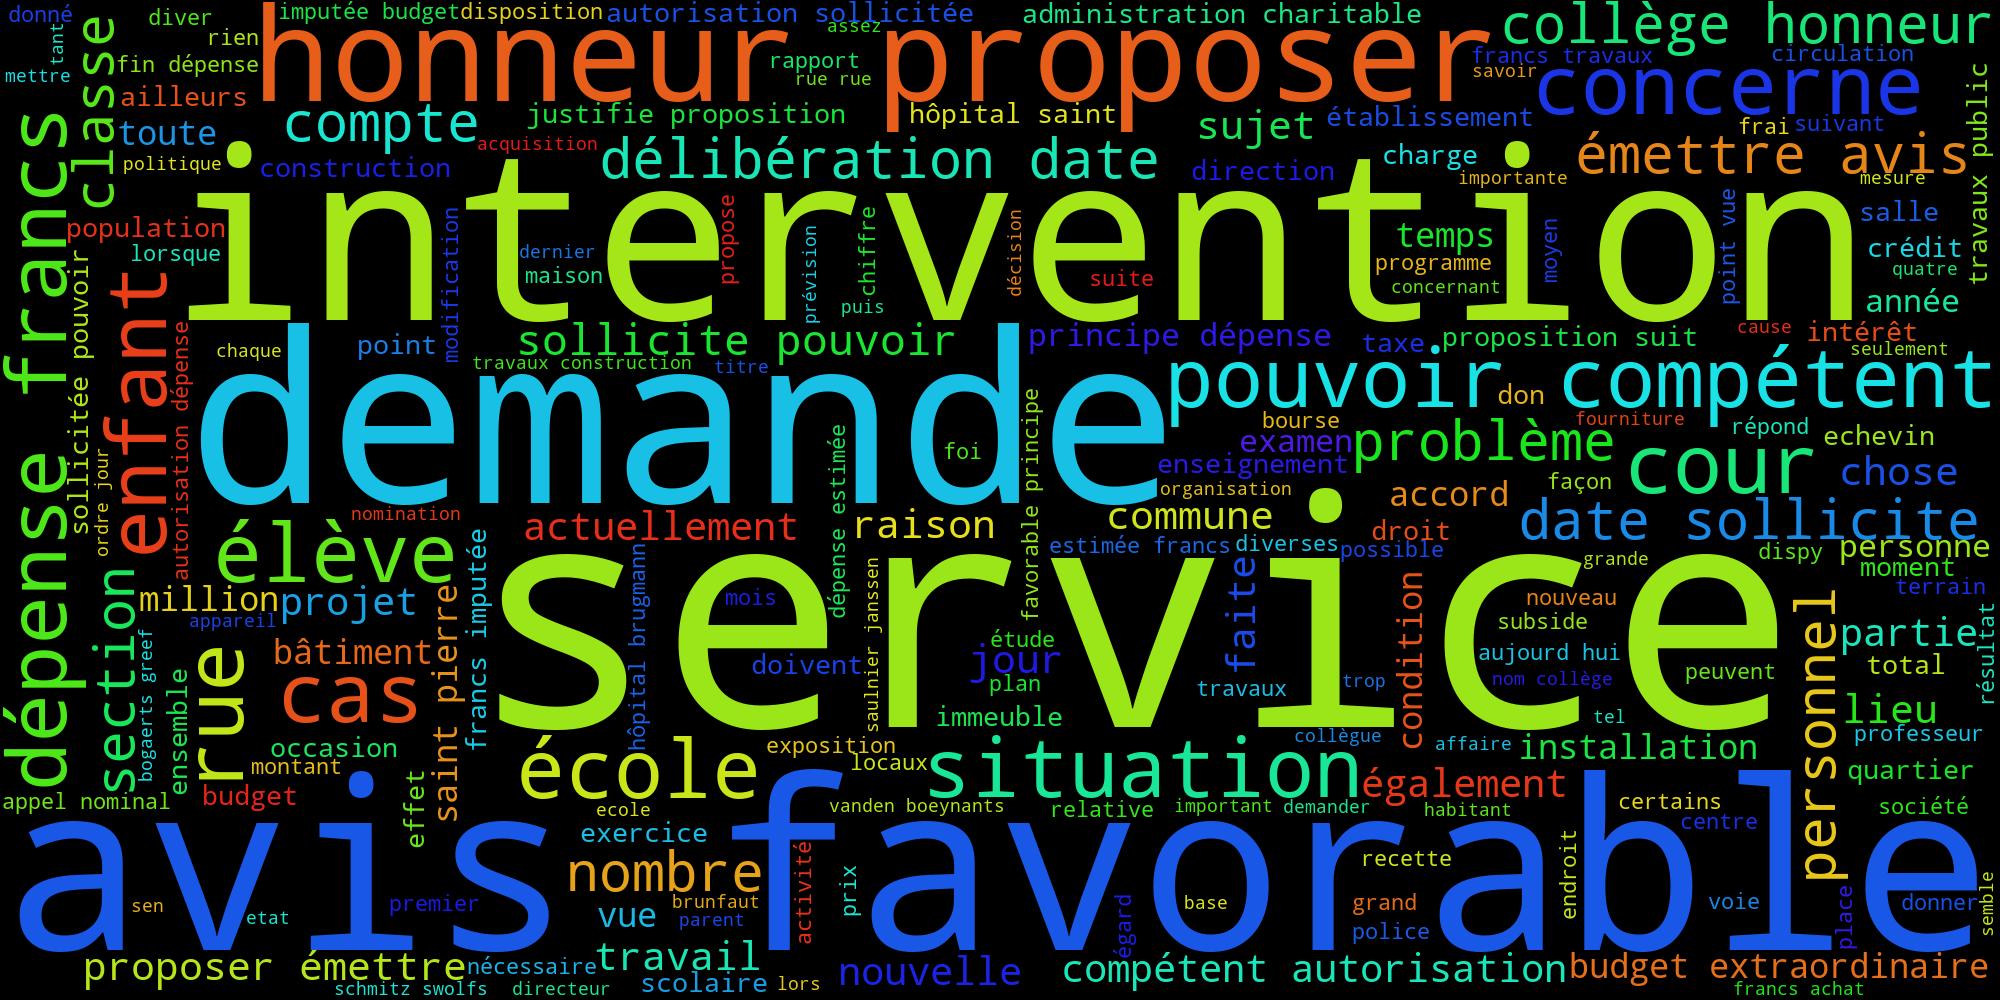 donné
diver
imputée budget
disposition
autorisation sollicitée
administration charitable
collège honneur
tant
rien
assez
honneur proposer
mettre
fin dépense
rapport
rue rue
francs travaux
circulation
savoir
concerne
classe
ailleurs
compte
justifie proposition
hôpital saint
sujet
établissement
frai
suivant
travaux public
toute
acquisition
délibération date
charge
émettre avis
politique
construction
direction
importante
mesure
intervention
dépense francs
population
lorsque
modification
dernier
maison
propose
prévision
chiffre
puis
décision
suite
temps
programme
concernant
moyen
point vue
salle
crédit
quatre
année
sollicitée pouvoir
enfant
autorisation dépense
chaque
point
sollicite pouvoir
travaux construction
titre
principe dépense
taxe
proposition suit
cause
intérêt
seulement
demande
pouvoir compétent
don
bourse
fourniture
répond
echevin
examen
problème
enseignement
cour
chose
ordre jour
foi
dépense estimée
favorable principe
organisation
accord
façon
nomination
élève
actuellement
raison
commune
droit
date sollicite
estimée francs
diverses
possible
grande
dispy
personne
moment
terrain
service
section
million
projet
appareil
saint pierre
francs imputée
hôpital brugmann
mois
saulnier janssen
étude
faite
condition
nouveau
subside
personnel
partie
résultat
bogaerts greef
ensemble
rue
bâtiment
cas
doivent
jour
plan
travaux
trop
aujourd hui
nom collège
peuvent
total
immeuble
tel
lieu
occasion
montant
école
exposition
locaux
situation
collègue
affaire
installation
professeur
appel nominal
budget
effet
ecole
vanden boeynants
relative
important
demander
également
habitant
certains
quartier
société
centre
avis favorable
exercice
nombre
activité
prix
recette
endroit
sen
etat
premier
vue
brunfaut
parent
égard
base
grand
police
voie
place
donner
semble
proposer émettre
nécessaire
travail
schmitz swolfs
directeur
scolaire
lors
nouvelle
compétent autorisation
budget extraordinaire
francs achat